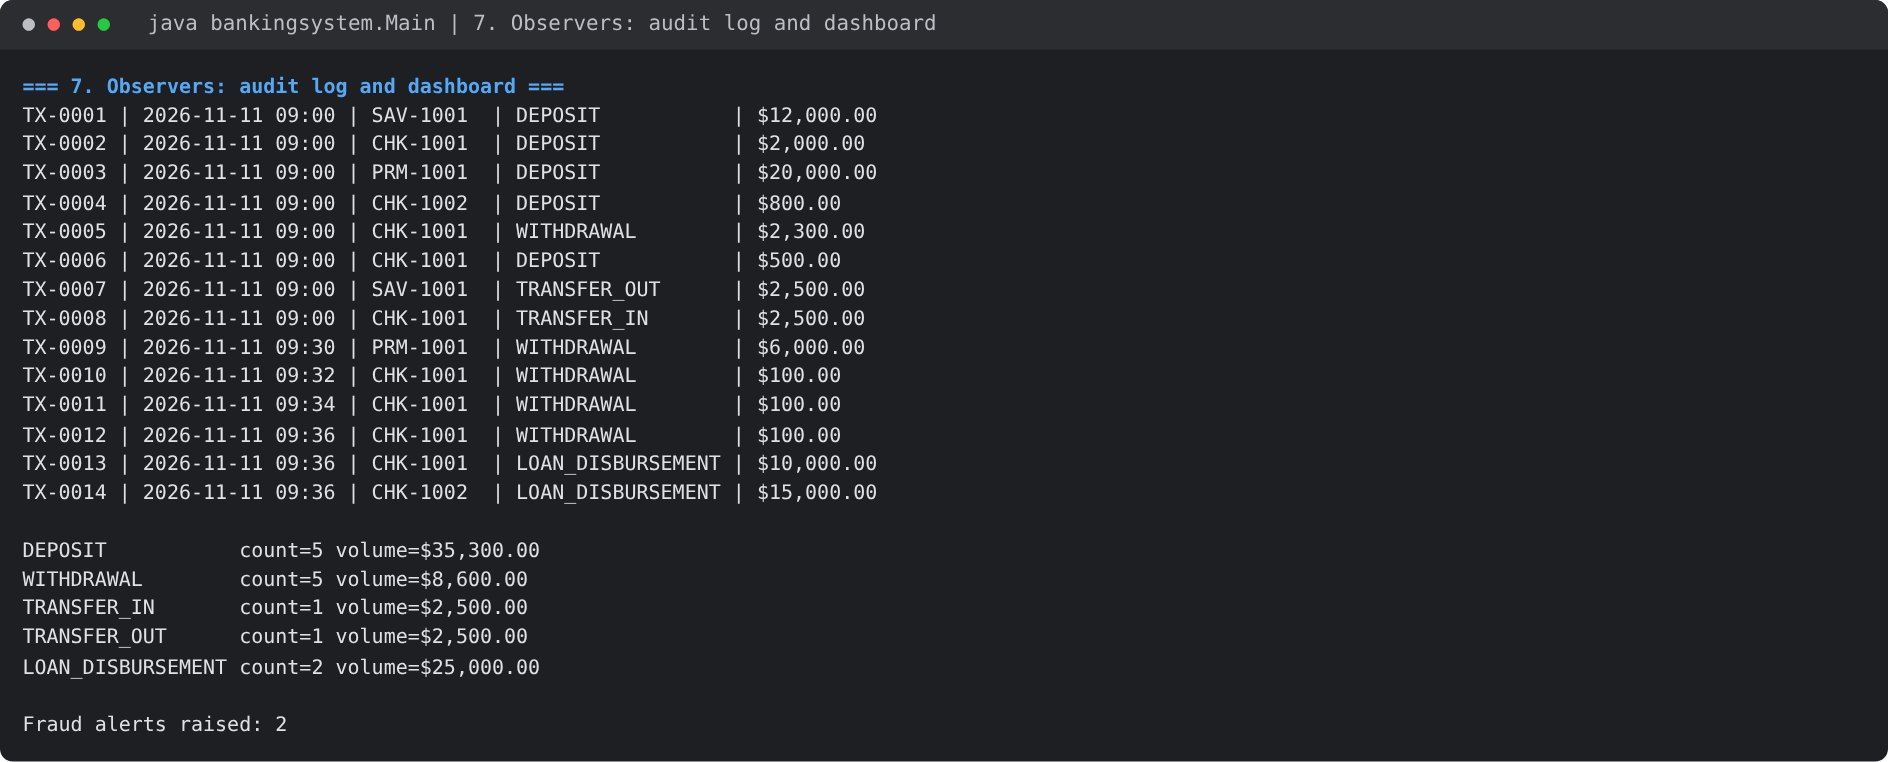 java bankingsystem.Main | 7. Observers: audit log and dashboard
=== 7. Observers: audit log and dashboard ===
TX-0001 | 2026-11-11 09:00 | SAV-1001  | DEPOSIT           | $12,000.00
TX-0002 | 2026-11-11 09:00 | CHK-1001  | DEPOSIT           | $2,000.00
TX-0003 | 2026-11-11 09:00 | PRM-1001  | DEPOSIT           | $20,000.00
TX-0004 | 2026-11-11 09:00 | CHK-1002  | DEPOSIT           | $800.00
TX-0005 | 2026-11-11 09:00 | CHK-1001  | WITHDRAWAL        | $2,300.00
TX-0006 | 2026-11-11 09:00 | CHK-1001  | DEPOSIT           | $500.00
TX-0007 | 2026-11-11 09:00 | SAV-1001  | TRANSFER_OUT      | $2,500.00
TX-0008 | 2026-11-11 09:00 | CHK-1001  | TRANSFER_IN       | $2,500.00
TX-0009 | 2026-11-11 09:30 | PRM-1001  | WITHDRAWAL        | $6,000.00
TX-0010 | 2026-11-11 09:32 | CHK-1001  | WITHDRAWAL        | $100.00
TX-0011 | 2026-11-11 09:34 | CHK-1001  | WITHDRAWAL        | $100.00
TX-0012 | 2026-11-11 09:36 | CHK-1001  | WITHDRAWAL        | $100.00
TX-0013 | 2026-11-11 09:36 | CHK-1001  | LOAN_DISBURSEMENT | $10,000.00
TX-0014 | 2026-11-11 09:36 | CHK-1002  | LOAN_DISBURSEMENT | $15,000.00
DEPOSIT           count=5 volume=$35,300.00
WITHDRAWAL        count=5 volume=$8,600.00
TRANSFER_IN       count=1 volume=$2,500.00
TRANSFER_OUT      count=1 volume=$2,500.00
LOAN_DISBURSEMENT count=2 volume=$25,000.00
Fraud alerts raised: 2